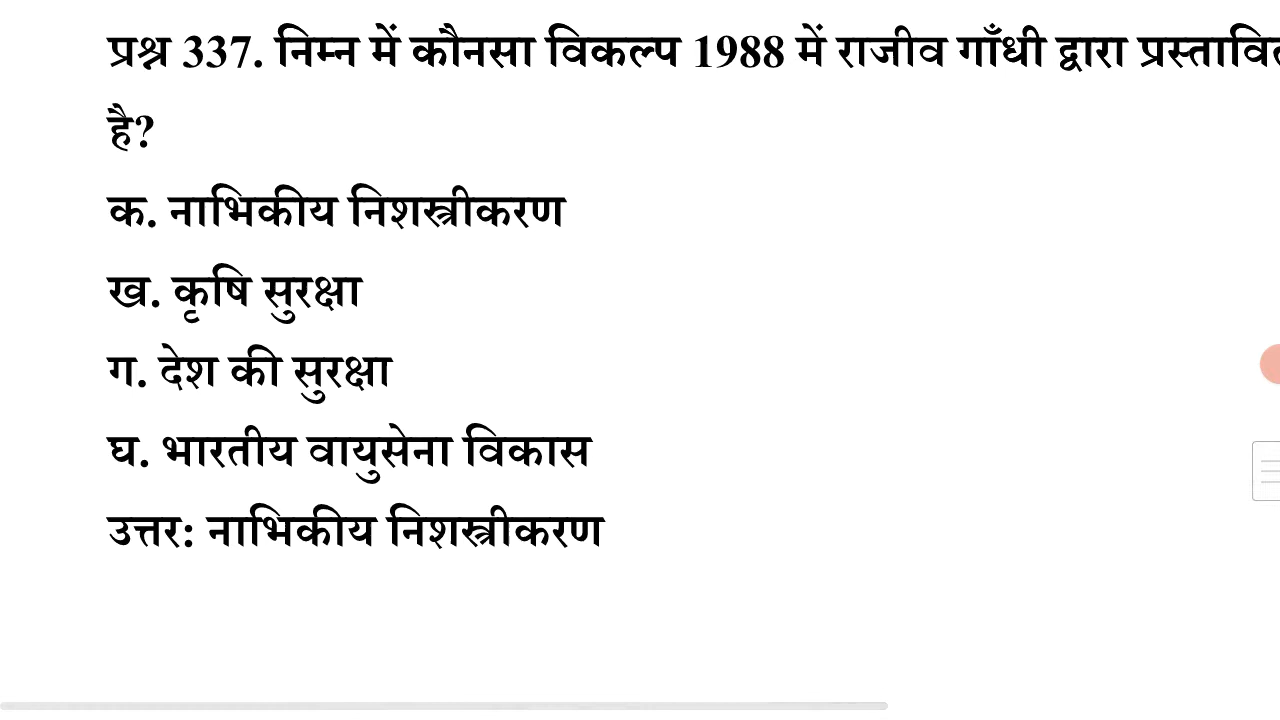 प्रश्न 337. निम्न में कौनसा विकल्प 1988 में राजीव गाँधी द्वारा
है?
क. नाभिकीय निशस्त्रीकरण
ख. कृषि सुरक्षा
ग. देश की सुरक्षा
घ. भारतीय वायुसेना विकास
उत्तर: नाभिकीय निशस्त्रीकरण